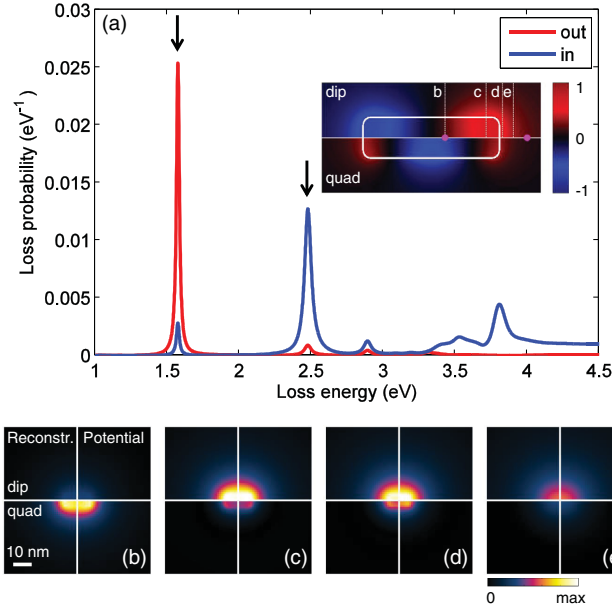 (a)
out
in
0.03
0.025
0.02
0.015
0.01
0.005
0
Loss probability (eV⁻¹)
1
1.5
2
2.5
3
3.5
4
4.5
Loss energy (eV)
dip
b
c
d
e
quad
1
0
-1
Reconstr.
Potential
dip
quad
10 nm
(b)
(c)
(d)
(e
0
max